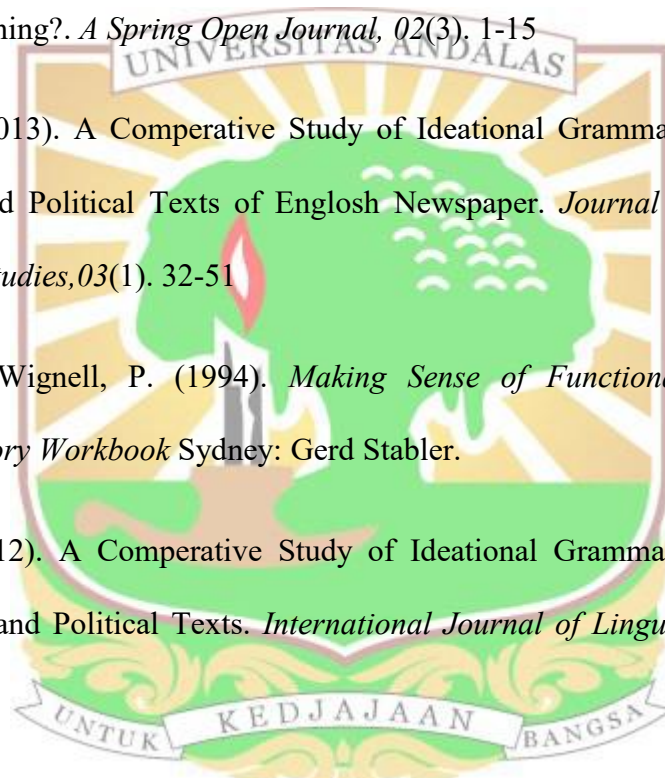 ning?. A Spring Open Journal, 02(3). 1-15
UNIVERSITAS ANDALAS
013). A Comperative Study of Ideational Gramma
d Political Texts of Englosh Newspaper. Journal
tudies,03(1). 32-51
Wignell, P. (1994). Making Sense of Functiona
ory Workbook Sydney: Gerd Stabler.
12). A Comperative Study of Ideational Gramma
and Political Texts. International Journal of Lingu
UNTUK KEDJAJAAN BANGSA